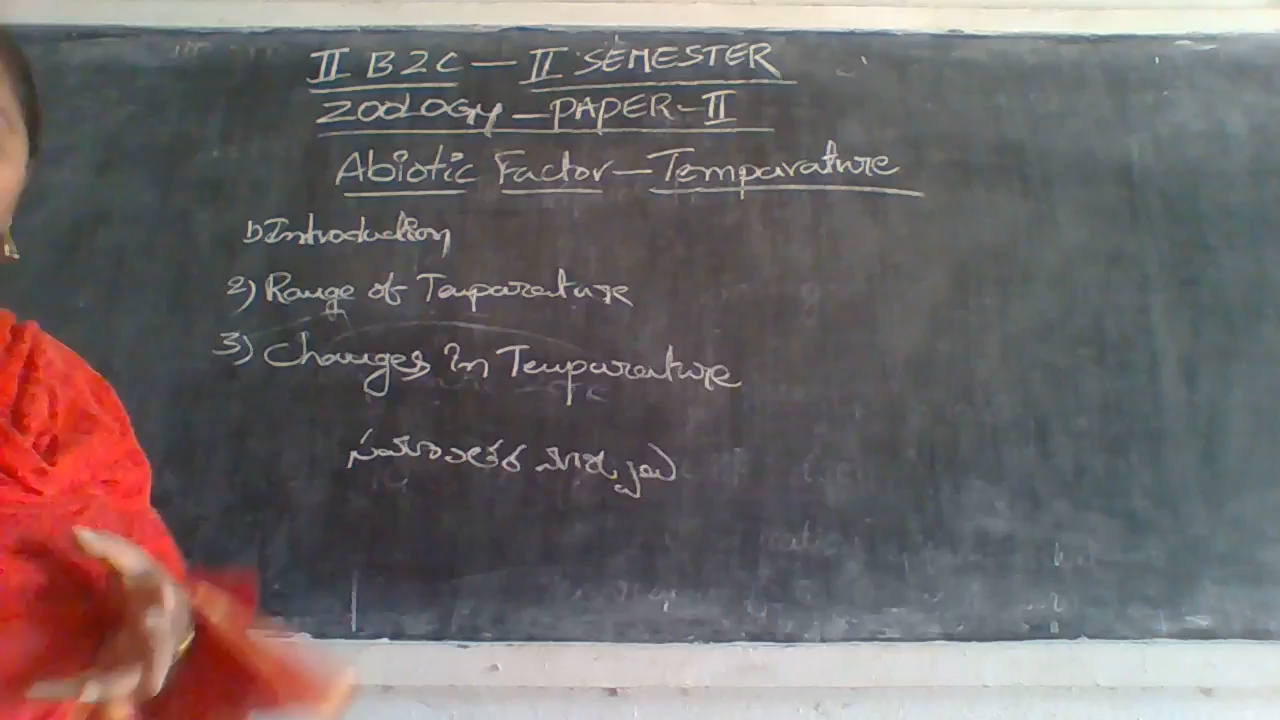 II BZC — II SEMESTER
ZOOLOGY — PAPER - II
Abiotic Factor — Temparature
1) Introduction
2) Range of Temparature
3) Changes In Temparature